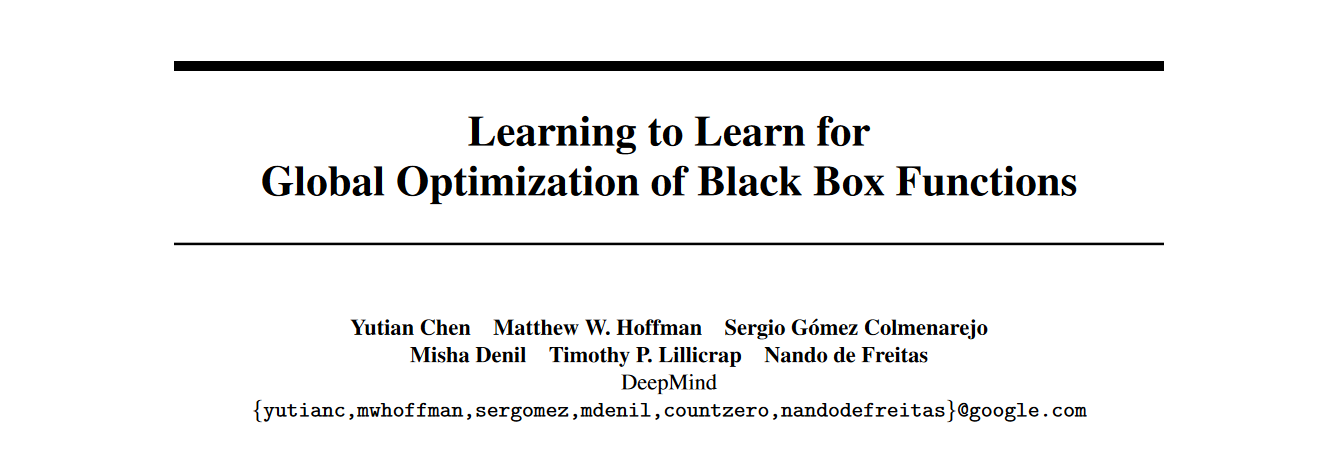 Learning to Learn for
Global Optimization of Black Box Functions
Yutian Chen Matthew W. Hoffman Sergio Gómez Colmenarejo
Misha Denil Timothy P. Lillicrap Nando de Freitas
DeepMind
{yutianc,mwhoffman,sergomez,mdenil,countzero,nandodefreitas}@google.com